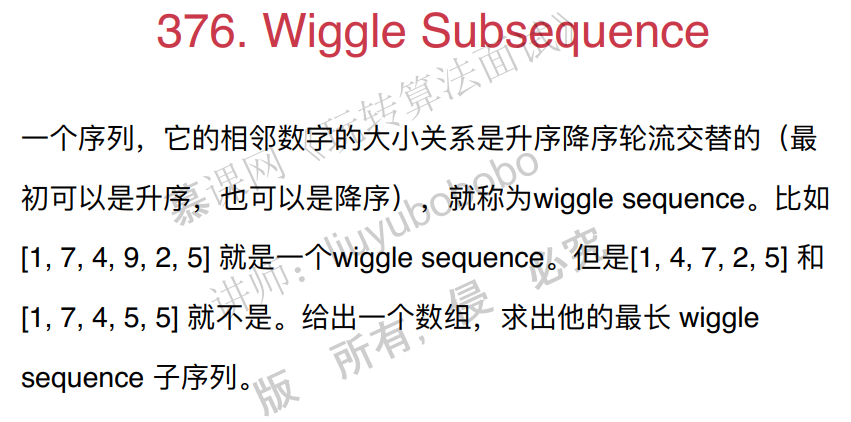 376. Wiggle Subsequence
一个序列，它的相邻数字的大小关系是升序降序轮流交替的（最
初可以是升序，也可以是降序），就称为wiggle sequence。比如
[1, 7, 4, 9, 2, 5] 就是一个wiggle sequence。但是[1, 4, 7, 2, 5] 和
[1, 7, 4, 5, 5] 就不是。给出一个数组，求出他的最长 wiggle
sequence 子序列。
慕课网《玩转算法面试》
讲师：liuyubobobo
版 所有，侵 必究